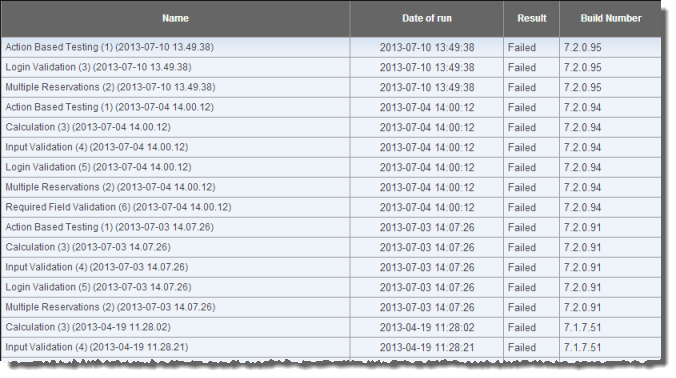 Name Date of run Result Build Number
Action Based Testing (1) (2013-07-10 13.49.38) 2013-07-10 13:49:38 Failed 7.2.0.95
Login Validation (3) (2013-07-10 13.49.38) 2013-07-10 13:49:38 Failed 7.2.0.95
Multiple Reservations (2) (2013-07-10 13.49.38) 2013-07-10 13:49:38 Failed 7.2.0.95
Action Based Testing (1) (2013-07-04 14.00.12) 2013-07-04 14:00:12 Failed 7.2.0.94
Calculation (3) (2013-07-04 14.00.12) 2013-07-04 14:00:12 Failed 7.2.0.94
Input Validation (4) (2013-07-04 14.00.12) 2013-07-04 14:00:12 Failed 7.2.0.94
Login Validation (5) (2013-07-04 14.00.12) 2013-07-04 14:00:12 Failed 7.2.0.94
Multiple Reservations (2) (2013-07-04 14.00.12) 2013-07-04 14:00:12 Failed 7.2.0.94
Required Field Validation (6) (2013-07-04 14.00.12) 2013-07-04 14:00:12 Failed 7.2.0.94
Action Based Testing (1) (2013-07-03 14.07.26) 2013-07-03 14:07:26 Failed 7.2.0.91
Calculation (3) (2013-07-03 14.07.26) 2013-07-03 14:07:26 Failed 7.2.0.91
Input Validation (4) (2013-07-03 14.07.26) 2013-07-03 14:07:26 Failed 7.2.0.91
Login Validation (5) (2013-07-03 14.07.26) 2013-07-03 14:07:26 Failed 7.2.0.91
Multiple Reservations (2) (2013-07-03 14.07.26) 2013-07-03 14:07:26 Failed 7.2.0.91
Calculation (3) (2013-04-19 11.28.02) 2013-04-19 11:28:02 Failed 7.1.7.51
Input Validation (4) (2013-04-19 11.28.21) 2013-04-19 11:28:21 Failed 7.1.7.51